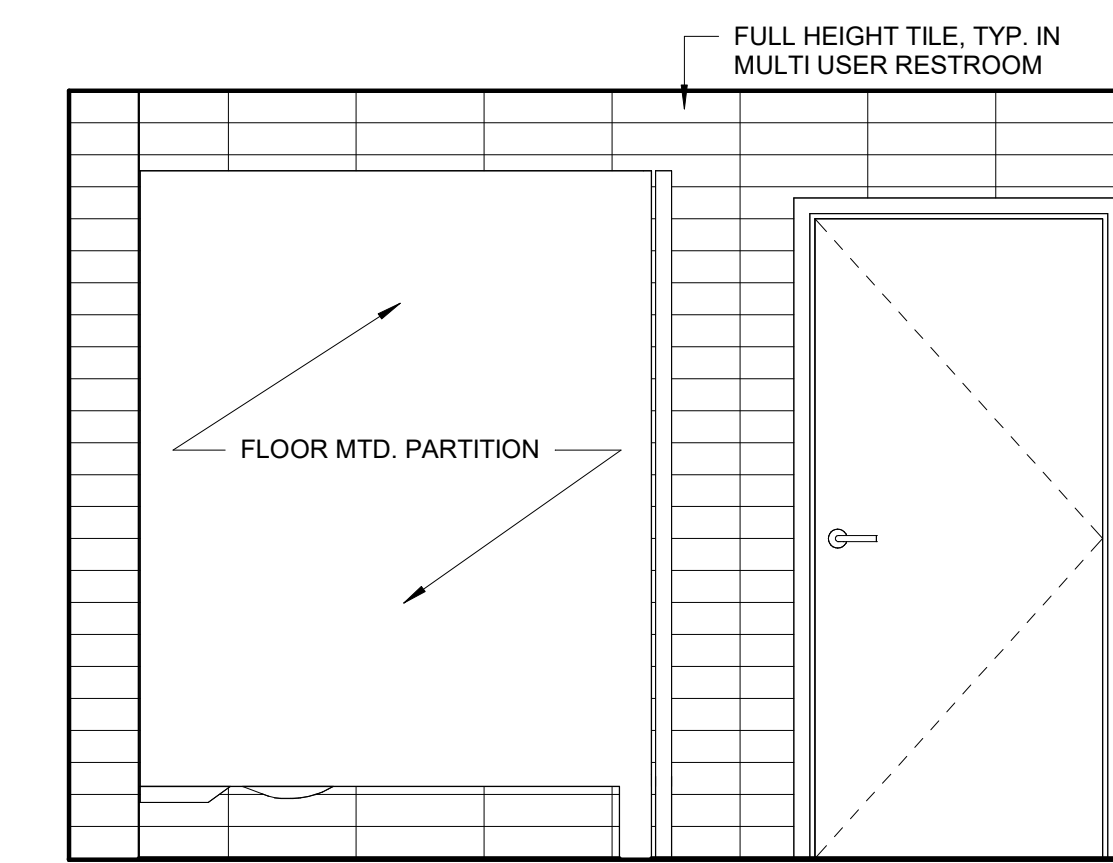 FULL HEIGHT TILE, TYP. IN
MULTI USER RESTROOM
FLOOR MTD. PARTITION